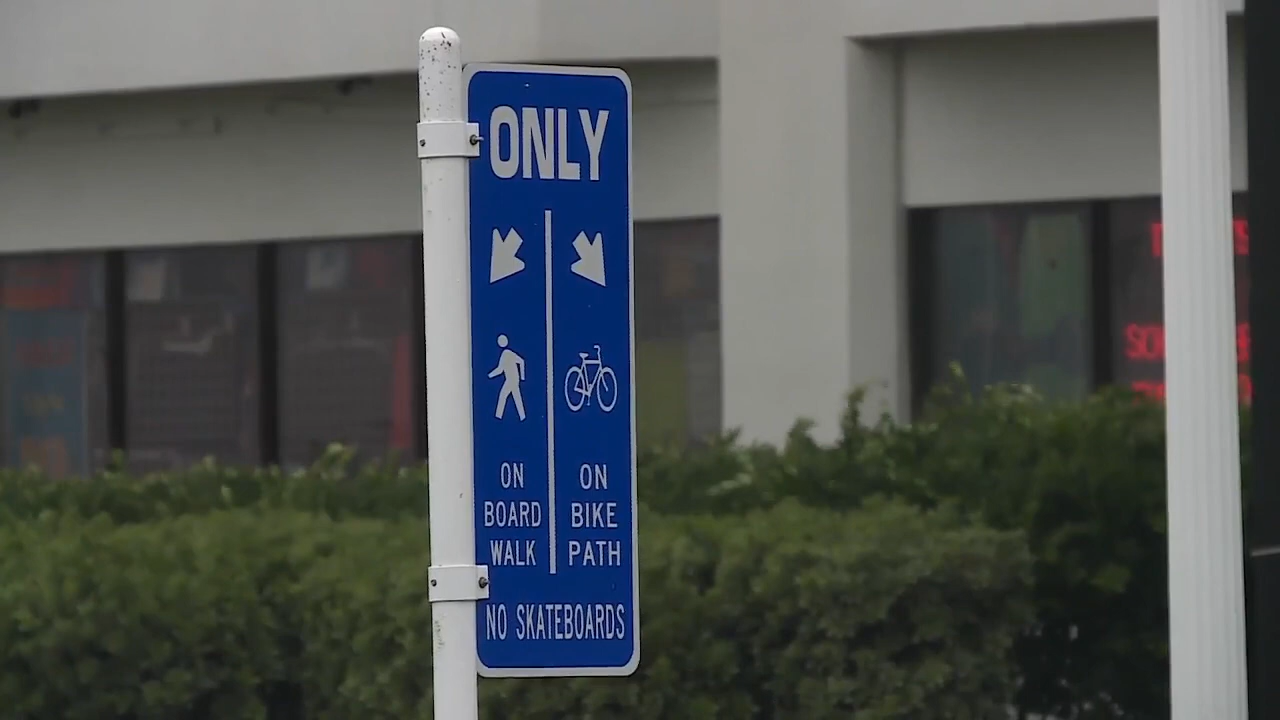 ONLY
ON
BOARD
WALK
ON
BIKE
PATH
NO SKATEBOARDS